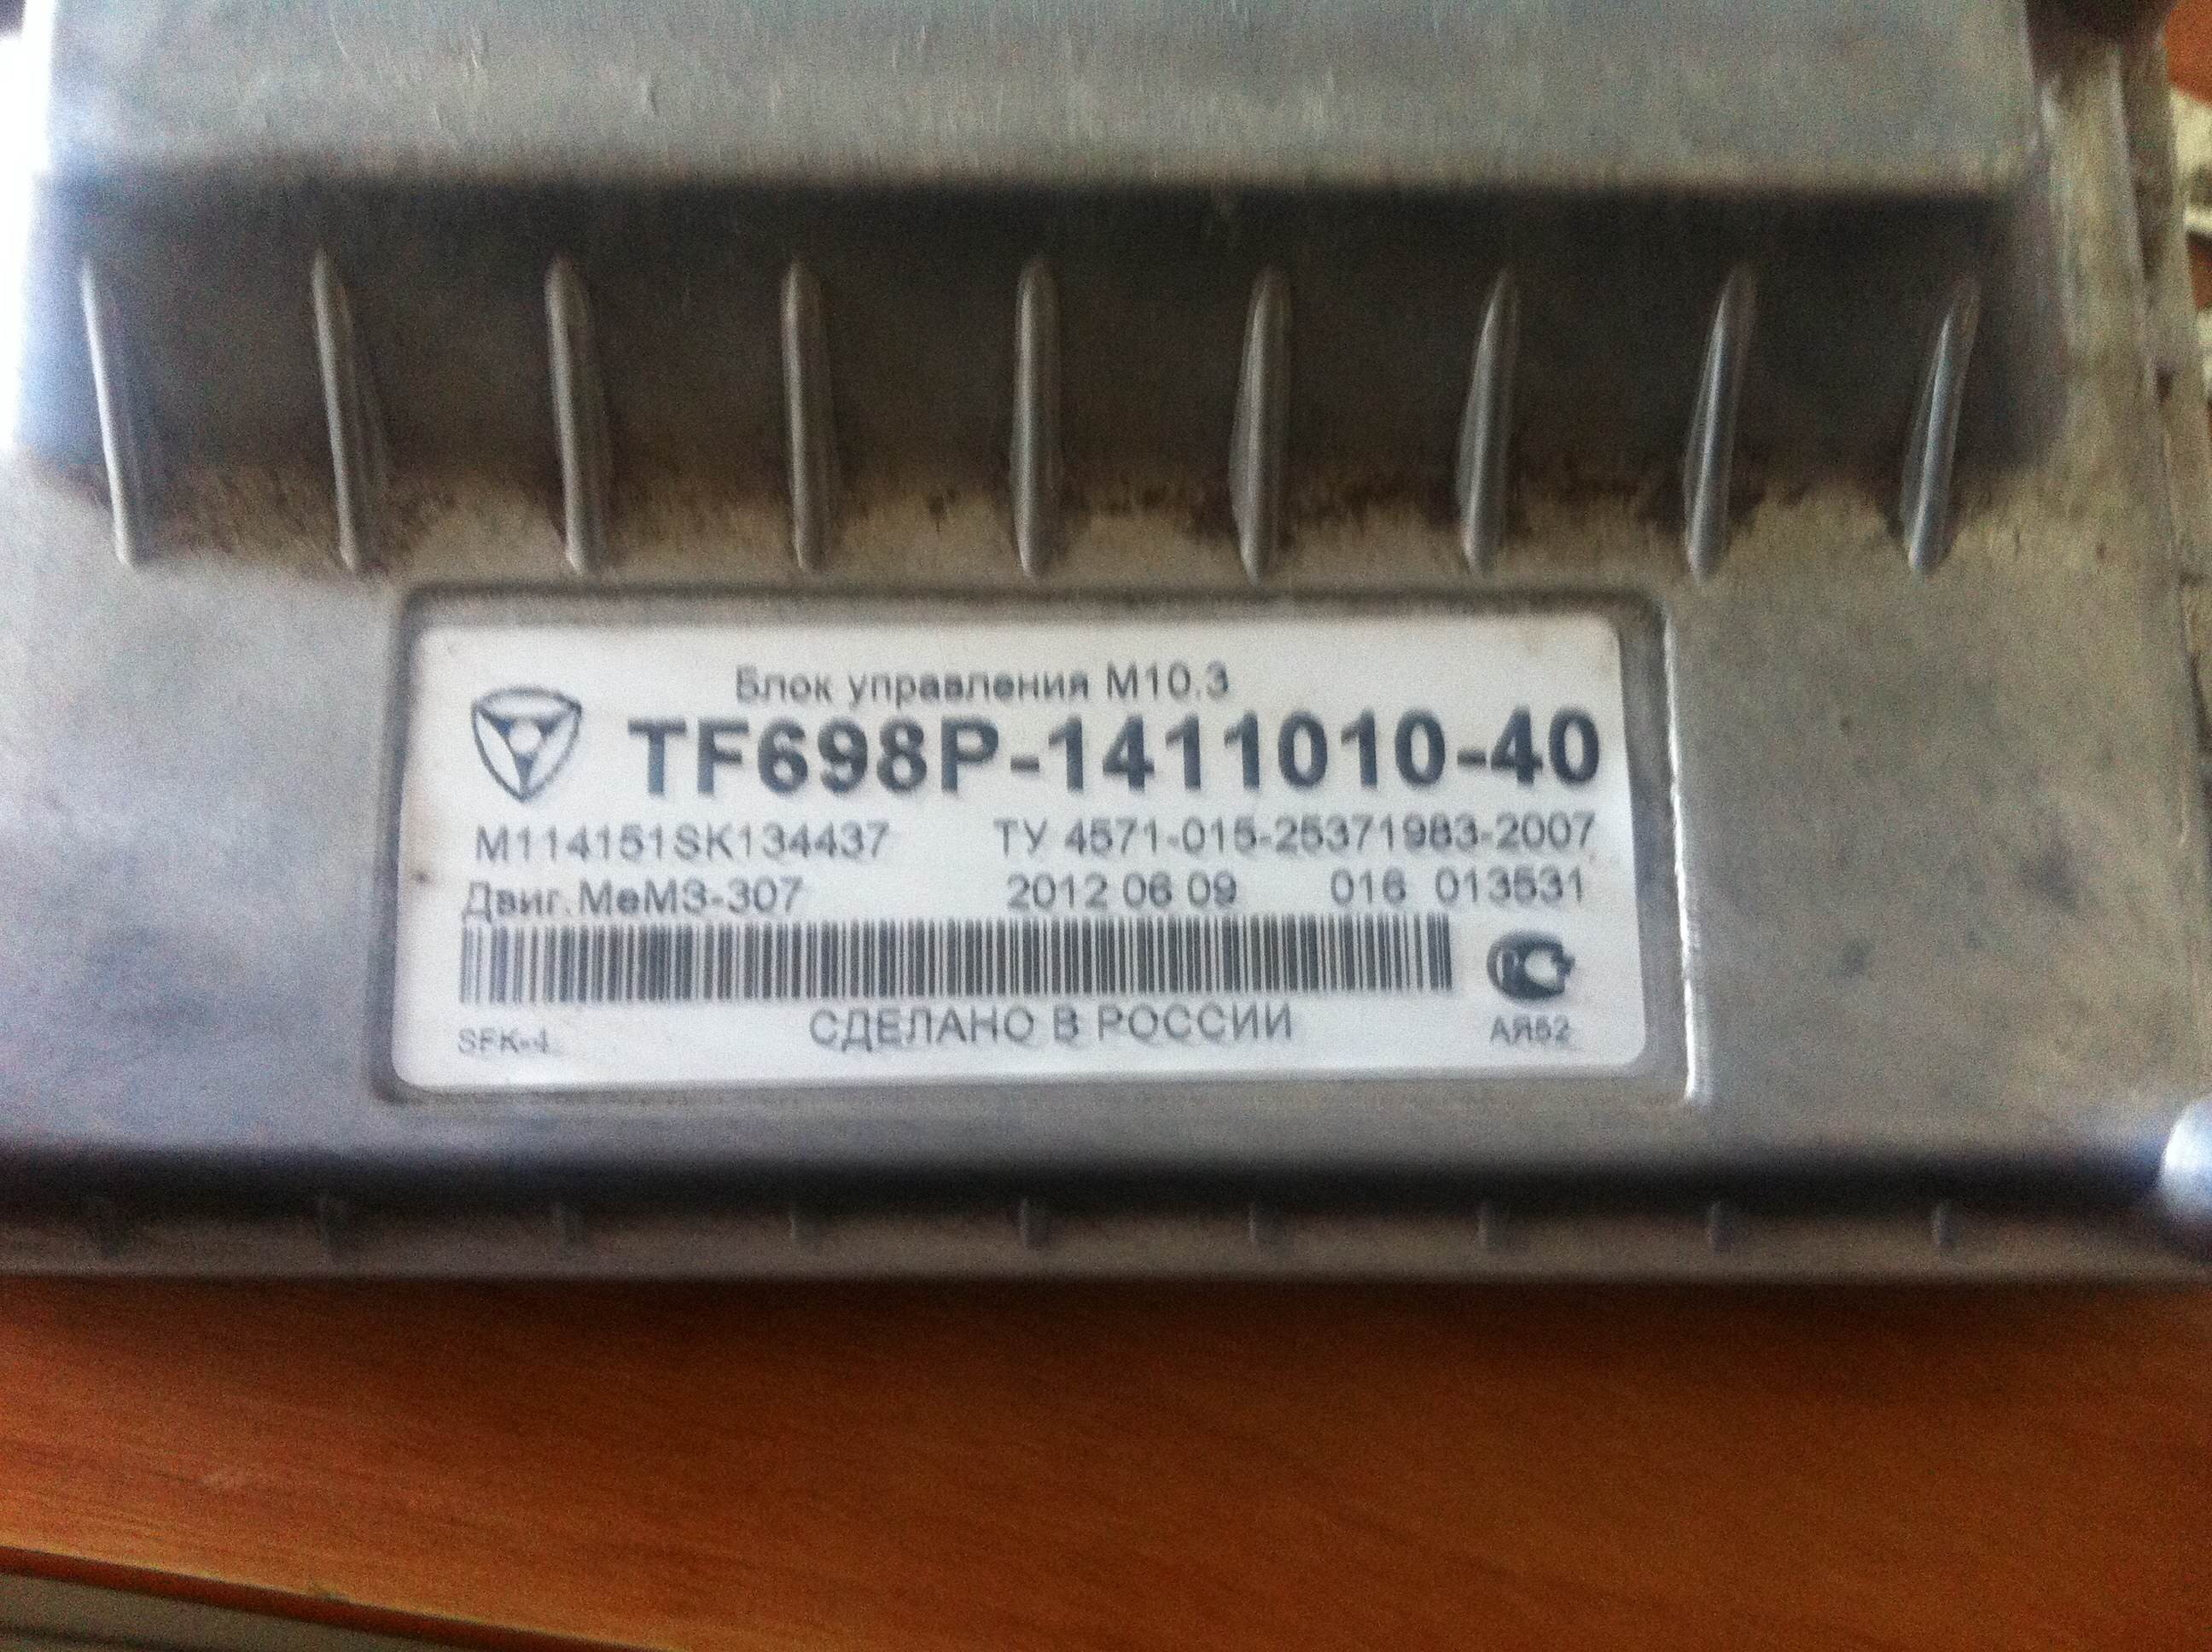 Блок управления М10.3
TF698P-1411010-40
M114151SK134437 ТУ 4571-015-25371983-2007
Двиг.МеМЗ-307 2012 06 09 016 013531
СДЕЛАНО В РОССИИ
АЯ52